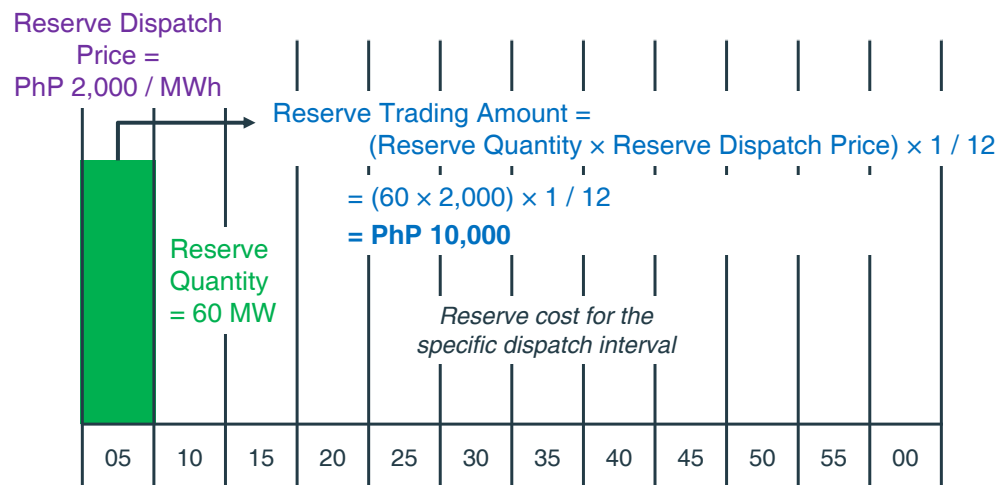 Reserve Dispatch
Price =
PhP 2,000 / MWh
Reserve Trading Amount =
(Reserve Quantity × Reserve Dispatch Price) × 1 / 12
= (60 × 2,000) × 1 / 12
= PhP 10,000
Reserve
Quantity
= 60 MW
Reserve cost for the
specific dispatch interval
05 10 15 20 25 30 35 40 45 50 55 00